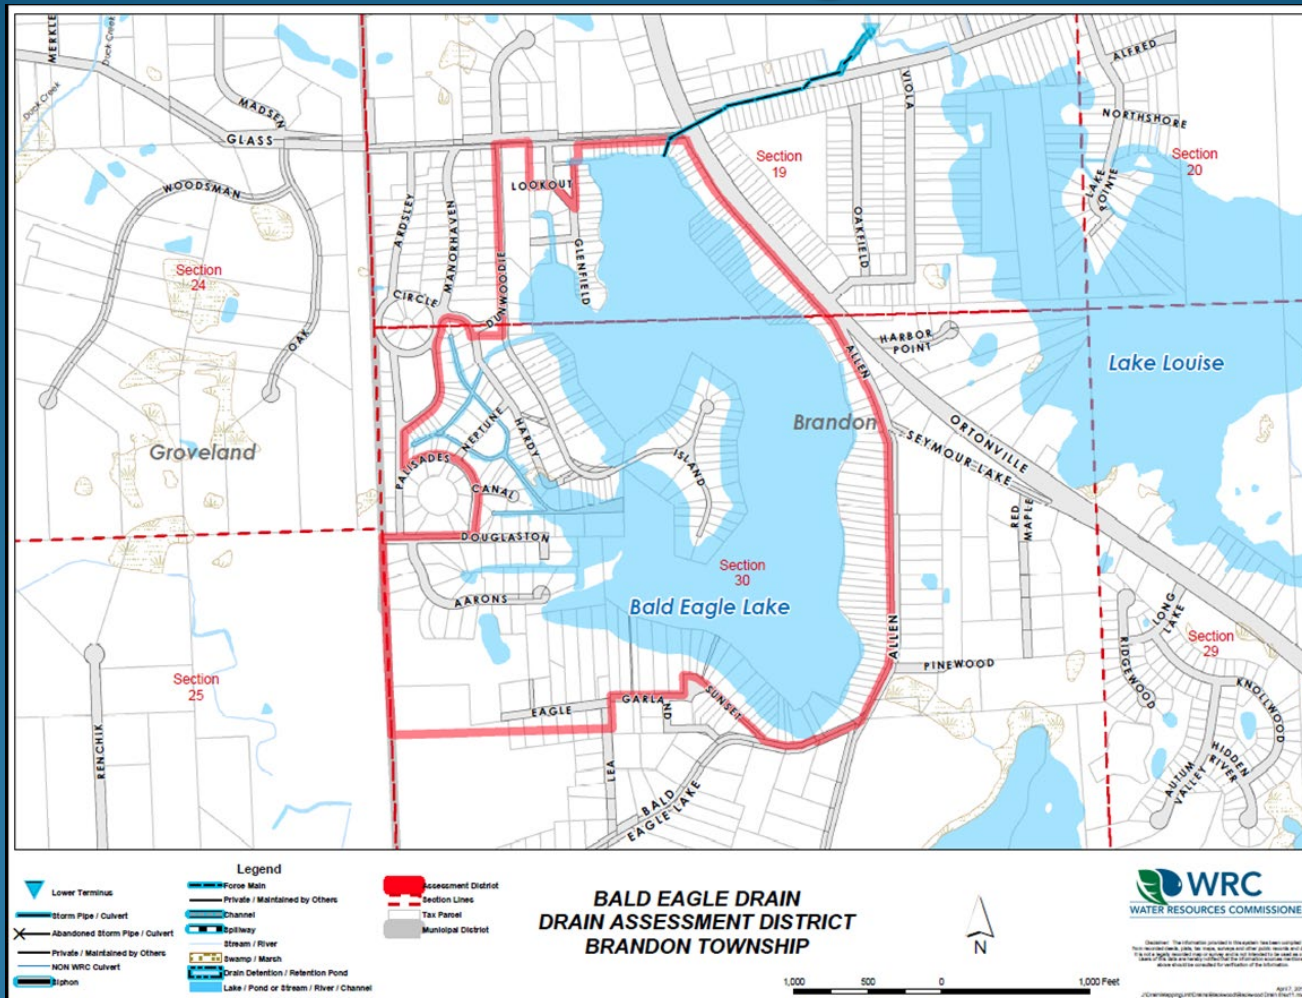 MERKLE
Duck Creek
Duck Creek
MADSEN
GLASS
WOODSMAN
OAK
Section
24
Groveland
Section
25
RENCHIK
ARDSLEY
MANORHAVEN
CIRCLE
DUNWOODIE
LOOKOUT
GLENFIELD
HARDY
NEPTUNE
PALISADES
CANAL
DOUGLASTON
AARONS
ISLAND
EAGLE
GARLAND
SUNSET
LEA
BALD
EAGLE LAKE
Section
30
Bald Eagle Lake
Brandon
ALLEN
ALLEN
Section
19
VIOLA
OAKFIELD
HARBOR
POINT
ORTONVILLE
SEYMOUR LAKE
RED
MAPLE
PINEWOOD
ALFRED
NORTHSHORE
LAKE
POINTE
Section
20
Lake Louise
LONG
LAKE
Section
29
RIDGEWOOD
KNOLLWOOD
AUTUM
VALLEY
HIDDEN
RIVER
Legend
Lower Terminus
Storm Pipe / Culvert
Abandoned Storm Pipe / Culvert
Private / Maintained by Others
NON WRC Culvert
Siphon
Force Main
Private / Maintained by Others
Channel
Spillway
Stream / River
Swamp / Marsh
Drain Detention / Retention Pond
Lake / Pond or Stream / River / Channel
Assessment District
Section Lines
Tax Parcel
Municipal District
BALD EAGLE DRAIN
DRAIN ASSESSMENT DISTRICT
BRANDON TOWNSHIP
N
1,000 500 0 1,000 Feet
WRC
WATER RESOURCES COMMISSIONE